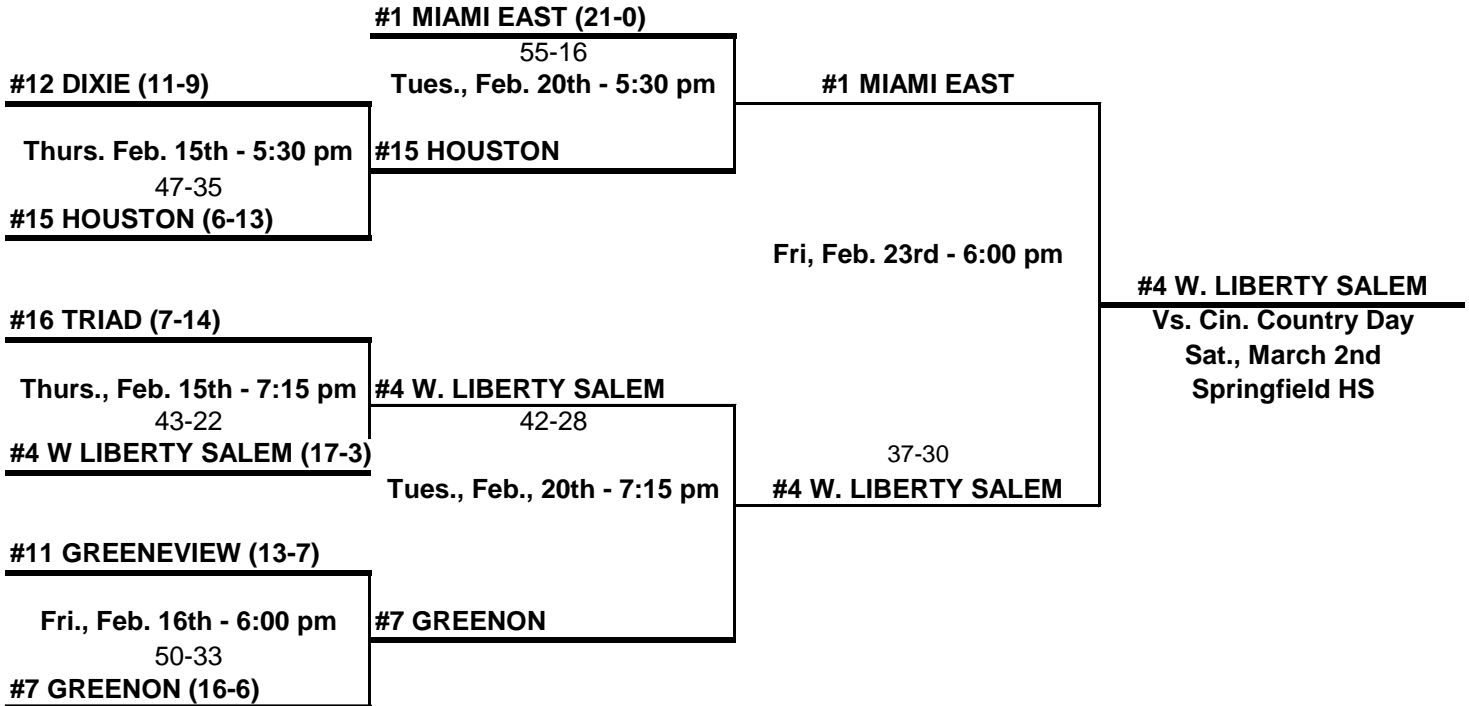 #1 MIAMI EAST (21-0)
55-16
#12 DIXIE (11-9)
Tues., Feb. 20th - 5:30 pm
#1 MIAMI EAST
Thurs. Feb. 15th - 5:30 pm
#15 HOUSTON
47-35
#15 HOUSTON (6-13)
Fri, Feb. 23rd - 6:00 pm
#4 W. LIBERTY SALEM
#16 TRIAD (7-14)
Vs. Cin. Country Day
Sat., March 2nd
Thurs., Feb. 15th - 7:15 pm
#4 W. LIBERTY SALEM
Springfield HS
43-22
42-28
#4 W LIBERTY SALEM (17-3)
37-30
Tues., Feb., 20th - 7:15 pm
#4 W. LIBERTY SALEM
#11 GREENEVIEW (13-7)
Fri., Feb. 16th - 6:00 pm
#7 GREENON
50-33
#7 GREENON (16-6)